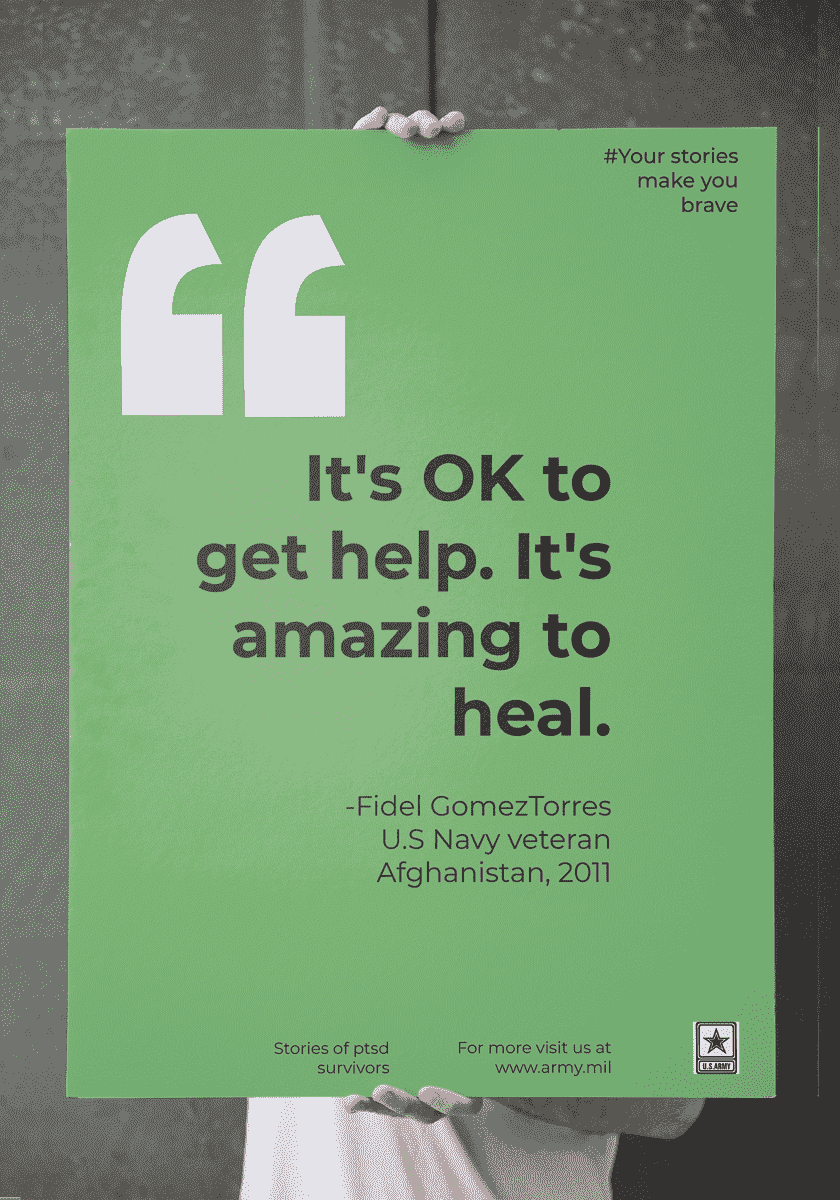 #Your stories
make you
brave
It's OK to
get help. It's
amazing to
heal.
-Fidel GomezTorres
U.S Navy veteran
Afghanistan, 2011
Stories of ptsd
survivors
For more visit us at
www.army.mil
U.S.ARMY